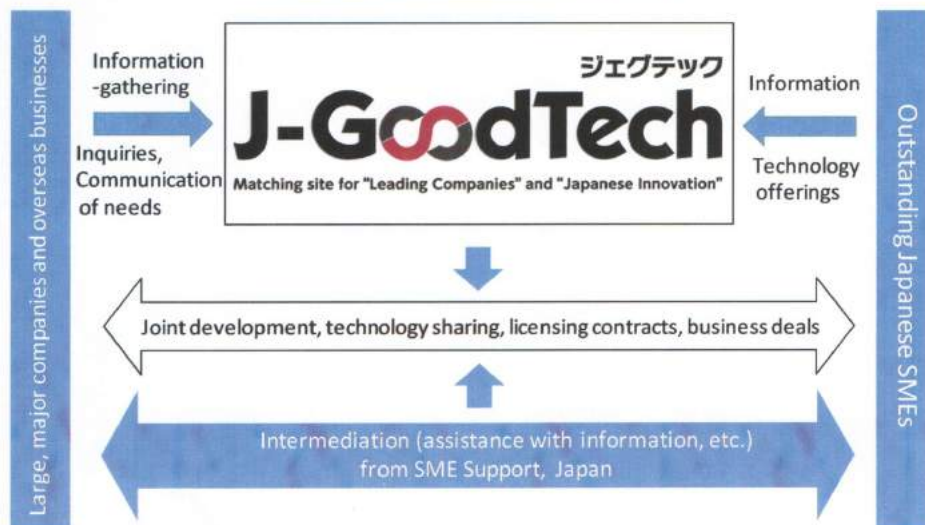 Large, major companies and overseas businesses
Information
-gathering
Inquiries,
Communication
of needs
ジェグテック
J-GoodTech
Matching site for "Leading Companies" and "Japanese Innovation"
Information
Technology
offerings
Outstanding Japanese SMEs
Joint development, technology sharing, licensing contracts, business deals
Intermediation (assistance with information, etc.)
from SME Support, Japan